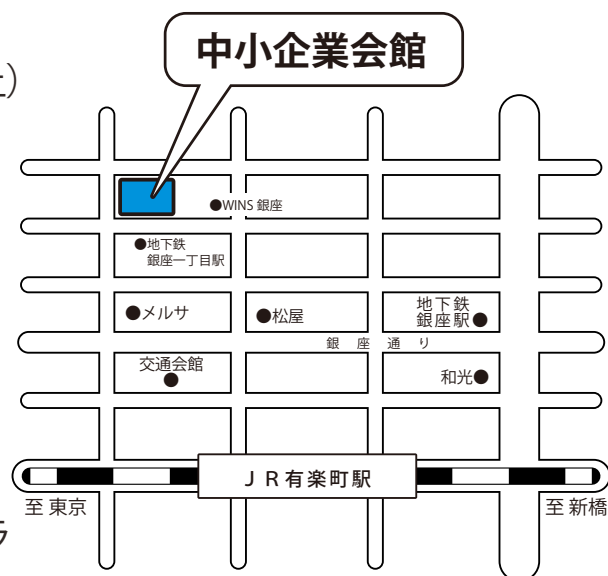 中小企業会館
土)
●WINS 銀座
●地下鉄
銀座一丁目駅
●メルサ
●松屋
地下鉄
銀座駅●
銀座通り
交通会館
和光●
JR有楽町駅
至 東京
至 新橋
ラ